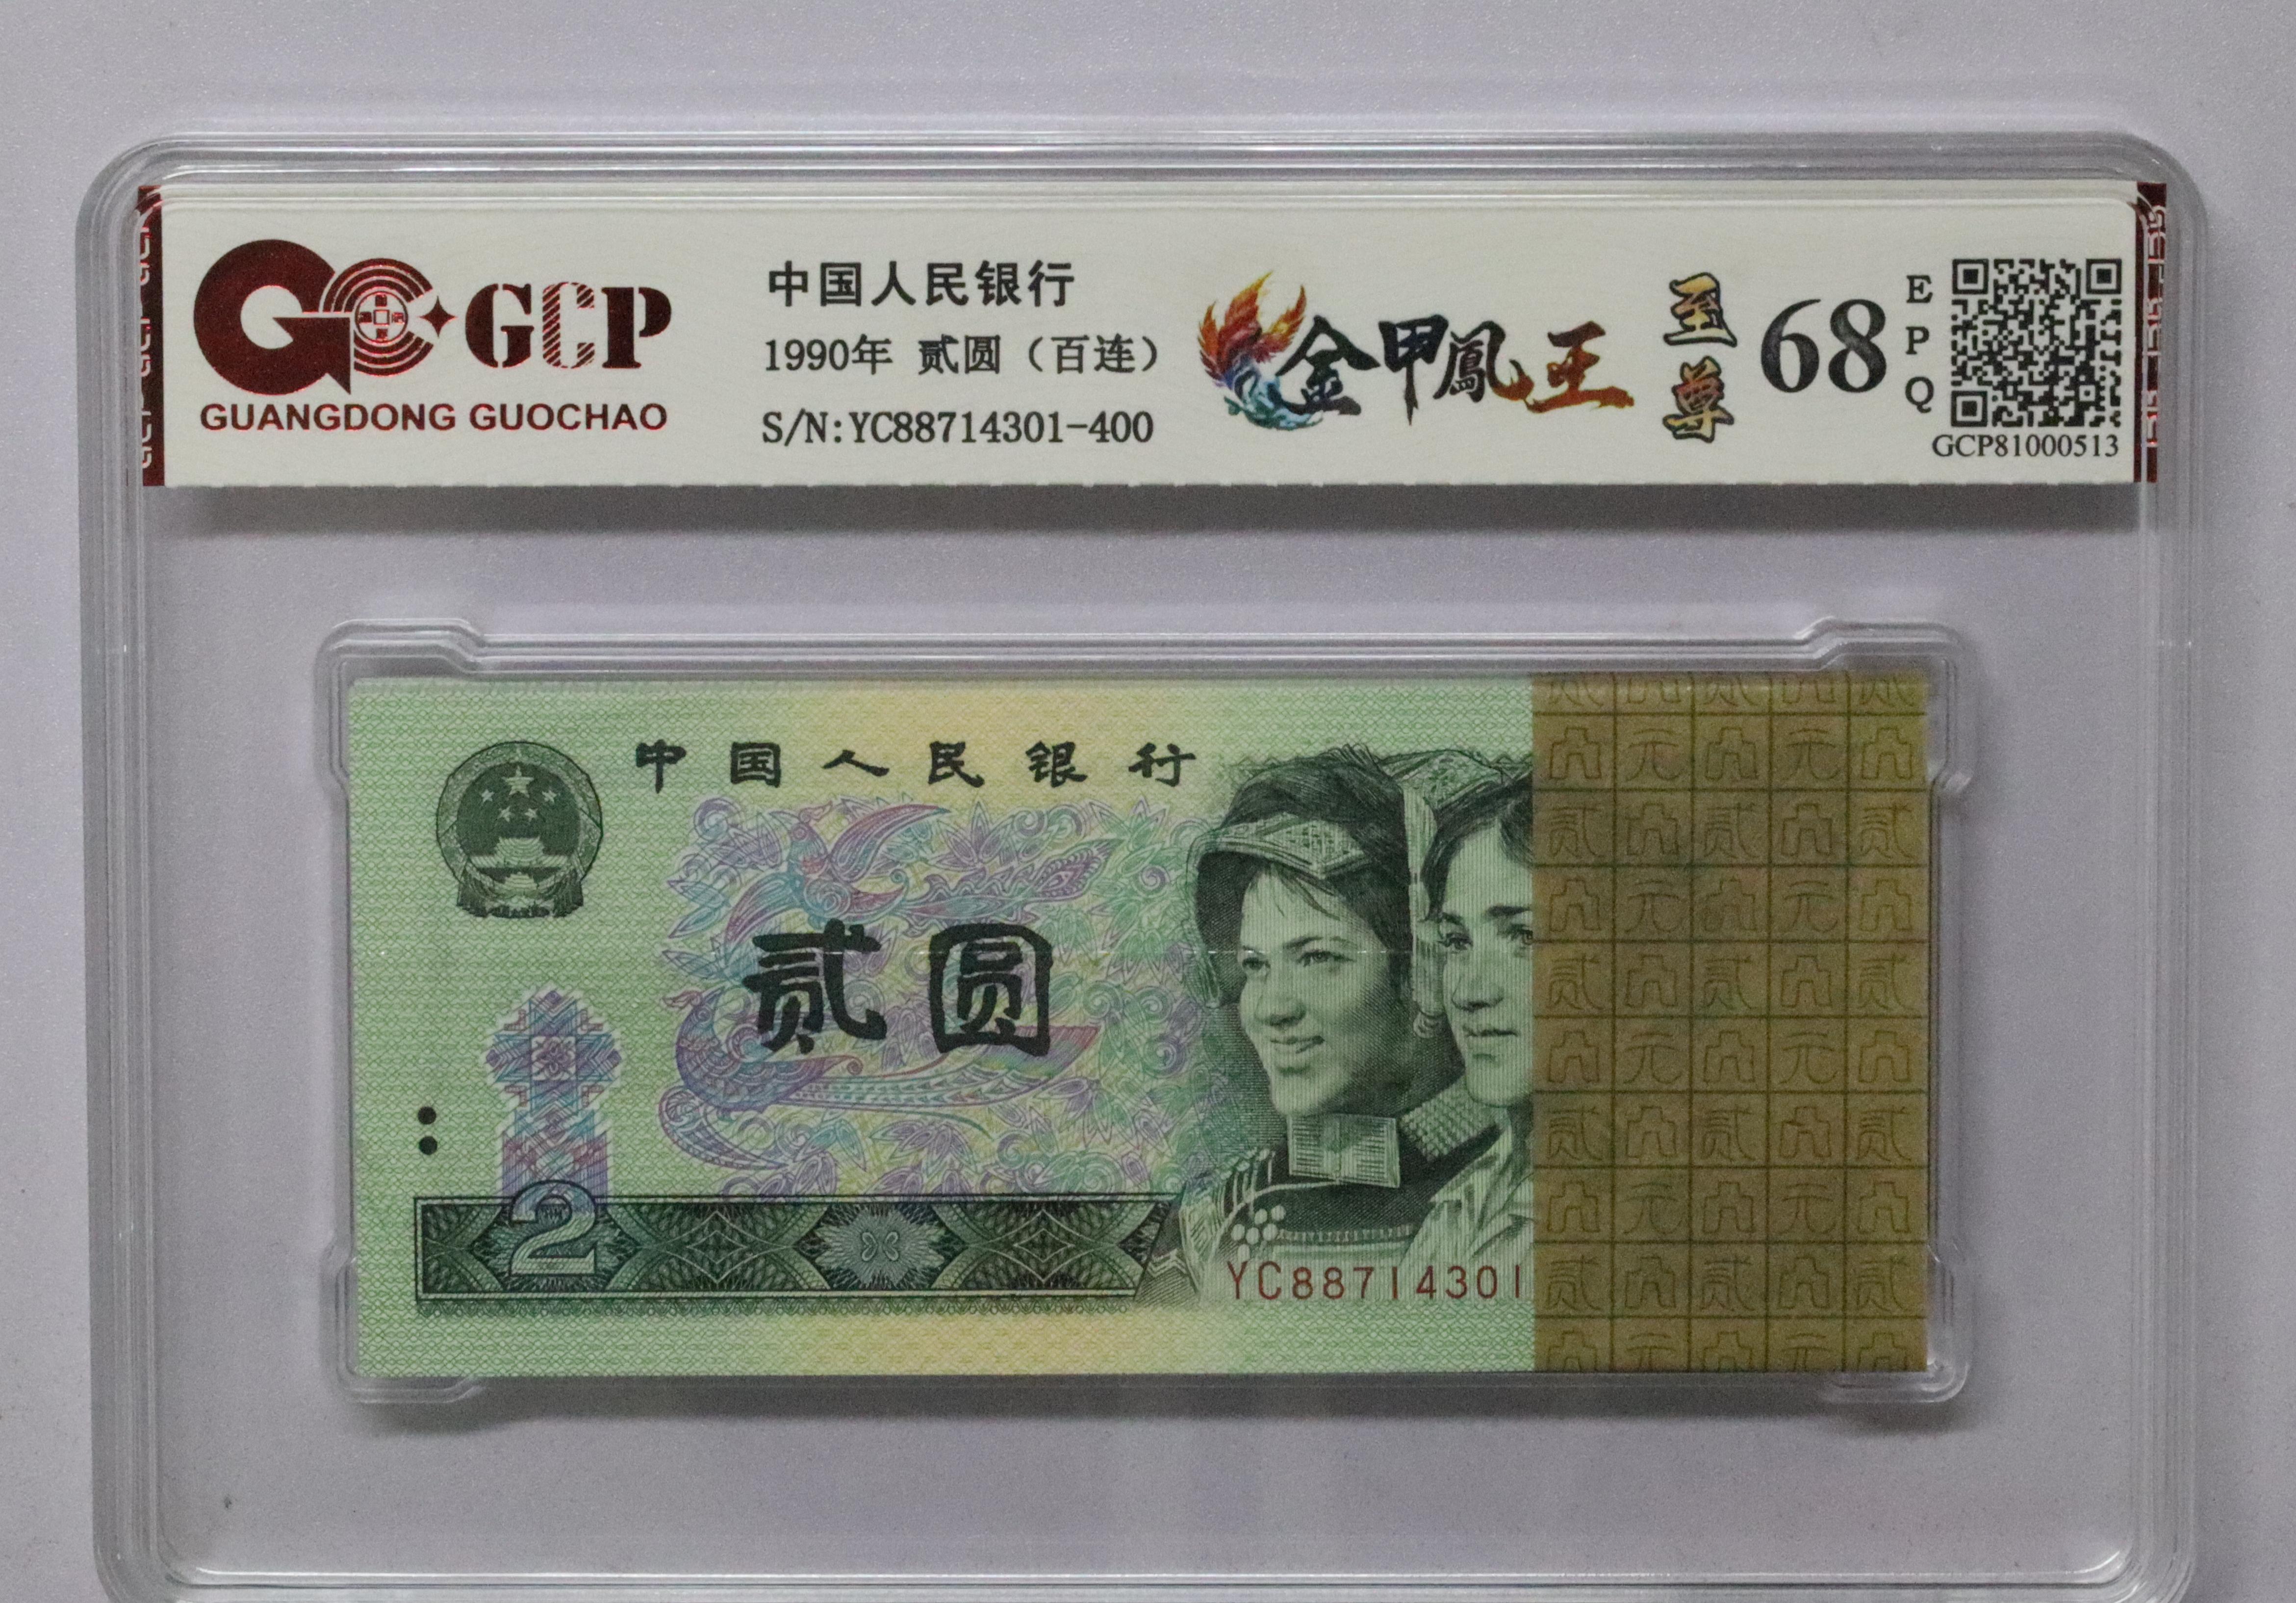 GCP
GUANGDONG GUOCHAO
中国人民银行
1990年 贰圆（百连）
S/N:YC88714301-400
金甲鳳王
至尊
68
EPQ
GCP81000513
中国人民银行
贰圆
2
YC88714301